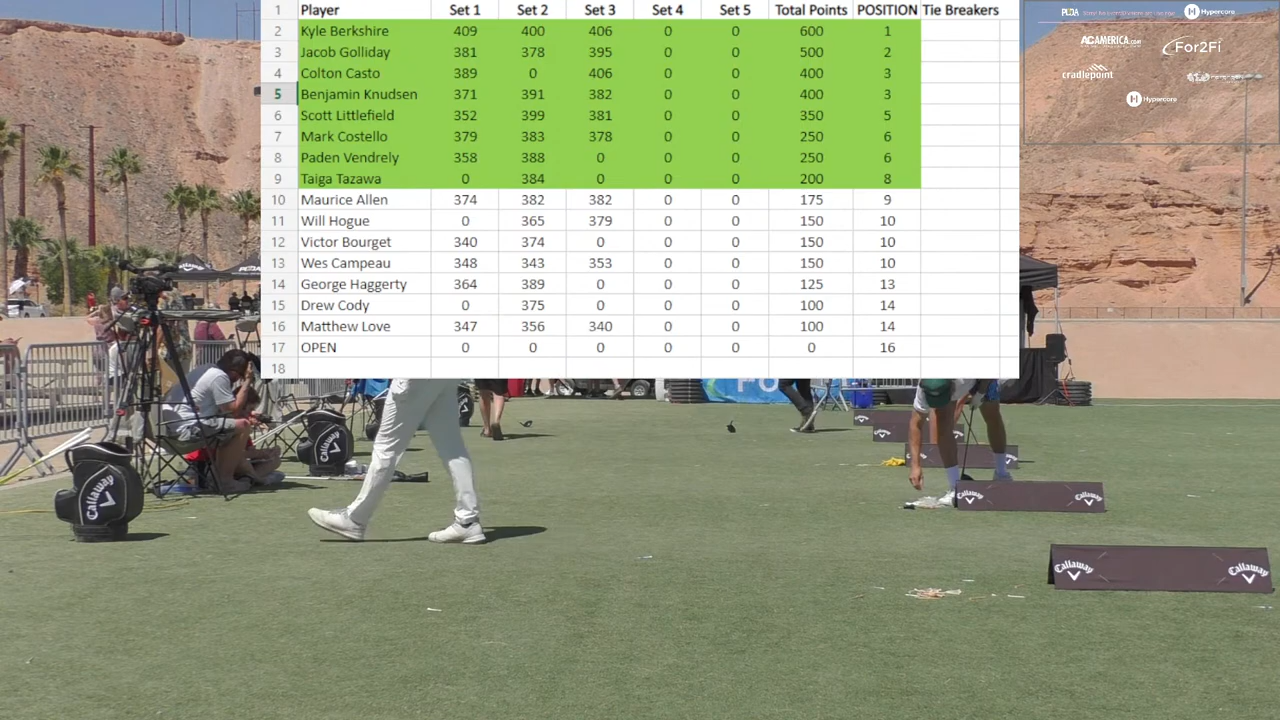 1 Player Set 1 Set 2 Set 3 Set 4 Set 5 Total Points POSITION Tie Breakers
2 Kyle Berkshire 409 400 406 0 0 600 1
3 Jacob Golliday 381 378 395 0 0 500 2
4 Colton Casto 389 0 406 0 0 400 3
5 Benjamin Knudsen 371 391 382 0 0 400 3
6 Scott Littlefield 352 399 381 0 0 350 5
7 Mark Costello 379 383 378 0 0 250 6
8 Paden Vendrely 358 388 0 0 0 250 6
9 Taiga Tazawa 0 384 0 0 0 200 8
10 Maurice Allen 374 382 382 0 0 175 9
11 Will Hogue 0 365 379 0 0 150 10
12 Victor Bourget 340 374 0 0 0 150 10
13 Wes Campeau 348 343 353 0 0 150 10
14 George Haggerty 364 389 0 0 0 125 13
15 Drew Cody 0 375 0 0 0 100 14
16 Matthew Love 347 356 340 0 0 100 14
17 OPEN 0 0 0 0 0 0 16
18
PLDA
Hypercore
ACAMERICA.COM
For2Fi
cradlepoint
Hypercore
Callaway
Callaway
Callaway Callaway
Callaway Callaway